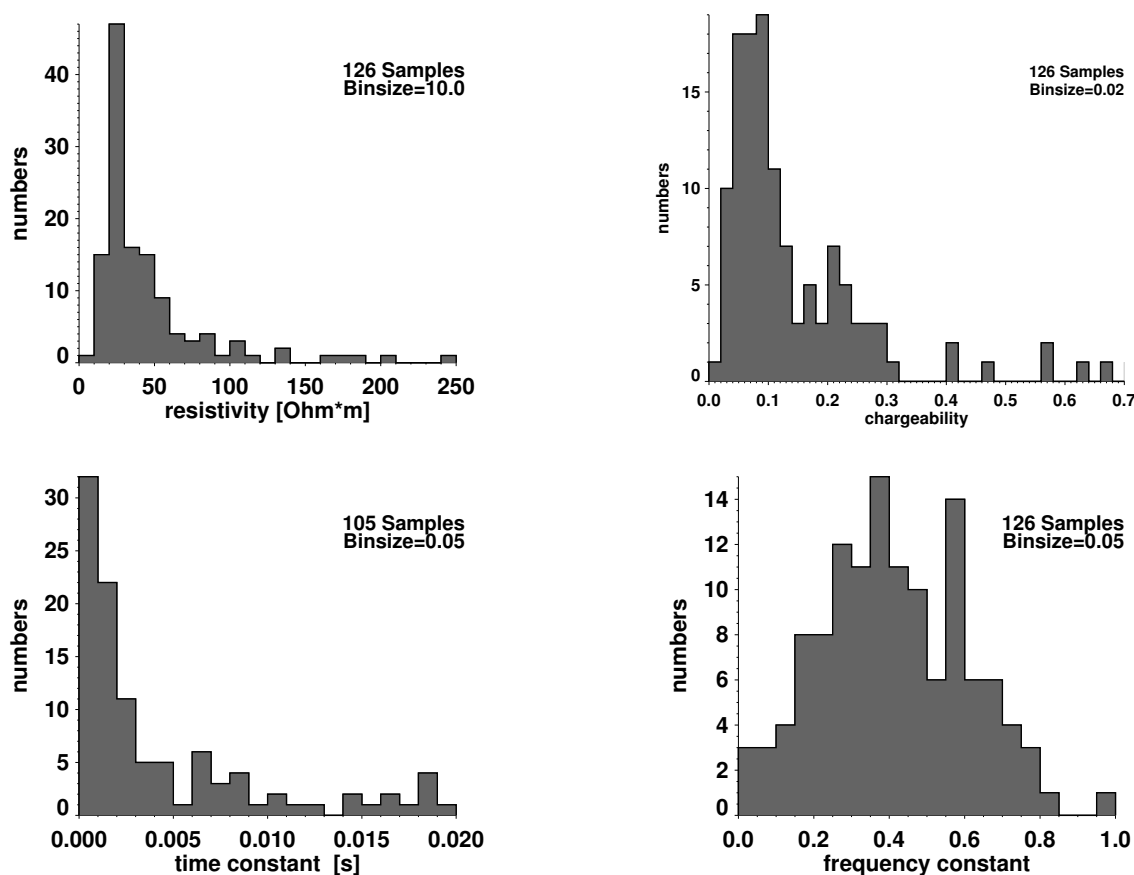 126 Samples
Binsize=10.0
numbers
40
30
20
10
0
0 50 100 150 200 250
resistivity [Ohm*m]
126 Samples
Binsize=0.02
numbers
15
10
5
0
0.0 0.1 0.2 0.3 0.4 0.5 0.6 0.7
chargeability
105 Samples
Binsize=0.05
numbers
30
25
20
15
10
5
0
0.000 0.005 0.010 0.015 0.020
time constant [s]
126 Samples
Binsize=0.05
numbers
14
12
10
8
6
4
2
0
0.0 0.2 0.4 0.6 0.8 1.0
frequency constant